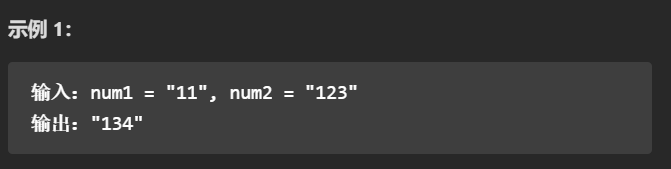 示例 1：
输入：num1 = "11", num2 = "123"
输出："134"